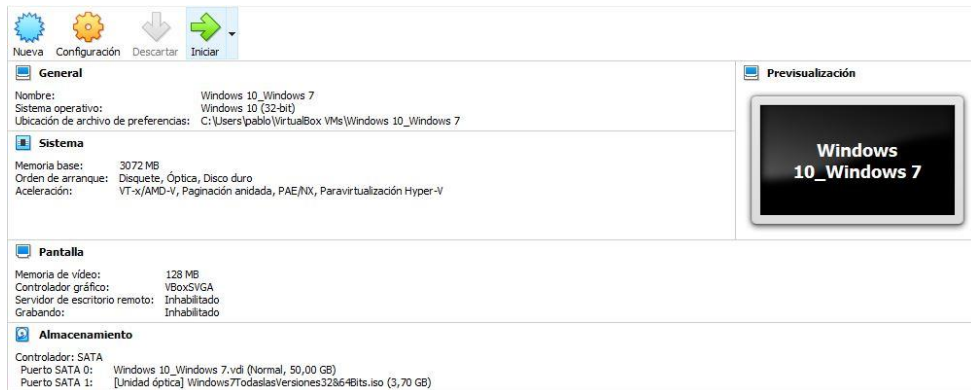 Nueva Configuración Descartar Iniciar
General
Nombre: Windows 10_Windows 7
Sistema operativo: Windows 10 (32-bit)
Ubicación de archivo de preferencias: C:\Users\pablo\VirtualBox VMs\Windows 10_Windows 7
Previsualización
Windows
10_Windows 7
Sistema
Memoria base: 3072 MB
Orden de arranque: Disquete, Óptica, Disco duro
Aceleración: VT-x/AMD-V, Paginación anidada, PAE/NX, Paravirtualización Hyper-V
Pantalla
Memoria de vídeo: 128 MB
Controlador gráfico: VBoxSVGA
Servidor de escritorio remoto: Inhabilitado
Grabando: Inhabilitado
Almacenamiento
Controlador: SATA
Puerto SATA 0: Windows 10_Windows 7.vdi (Normal, 50,00 GB)
Puerto SATA 1: [Unidad óptica] Windows7TodaslasVersiones32&64Bits.iso (3,70 GB)